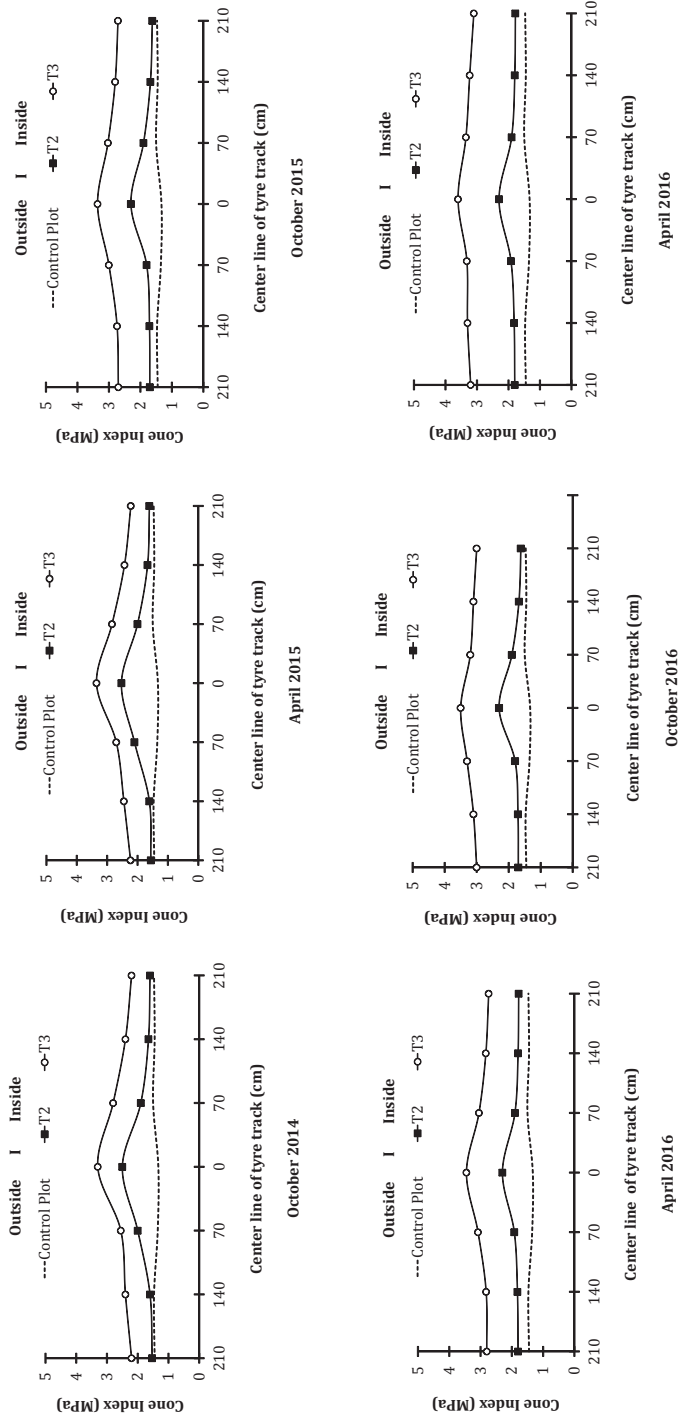 Outside I Inside
Control Plot T2 T3
5
4
3
2
1
0
Cone Index (MPa)
210 140 70 0 70 140 210
Center line of tyre track (cm)
October 2014
Outside I Inside
Control Plot T2 T3
5
4
3
2
1
0
Cone Index (MPa)
210 140 70 0 70 140 210
Center line of tyre track (cm)
April 2015
Outside I Inside
Control Plot T2 T3
5
4
3
2
1
0
Cone Index (MPa)
210 140 70 0 70 140 210
Center line of tyre track (cm)
October 2015
Outside I Inside
Control Plot T2 T3
5
4
3
2
1
0
Cone Index (MPa)
210 140 70 0 70 140 210
Center line of tyre track (cm)
April 2016
Outside I Inside
Control Plot T2 T3
5
4
3
2
1
0
Cone Index (MPa)
210 140 70 0 70 140 210
Center line of tyre track (cm)
October 2016
Outside I Inside
Control Plot T2 T3
5
4
3
2
1
0
Cone Index (MPa)
210 140 70 0 70 140 210
Center line of tyre track (cm)
April 2016